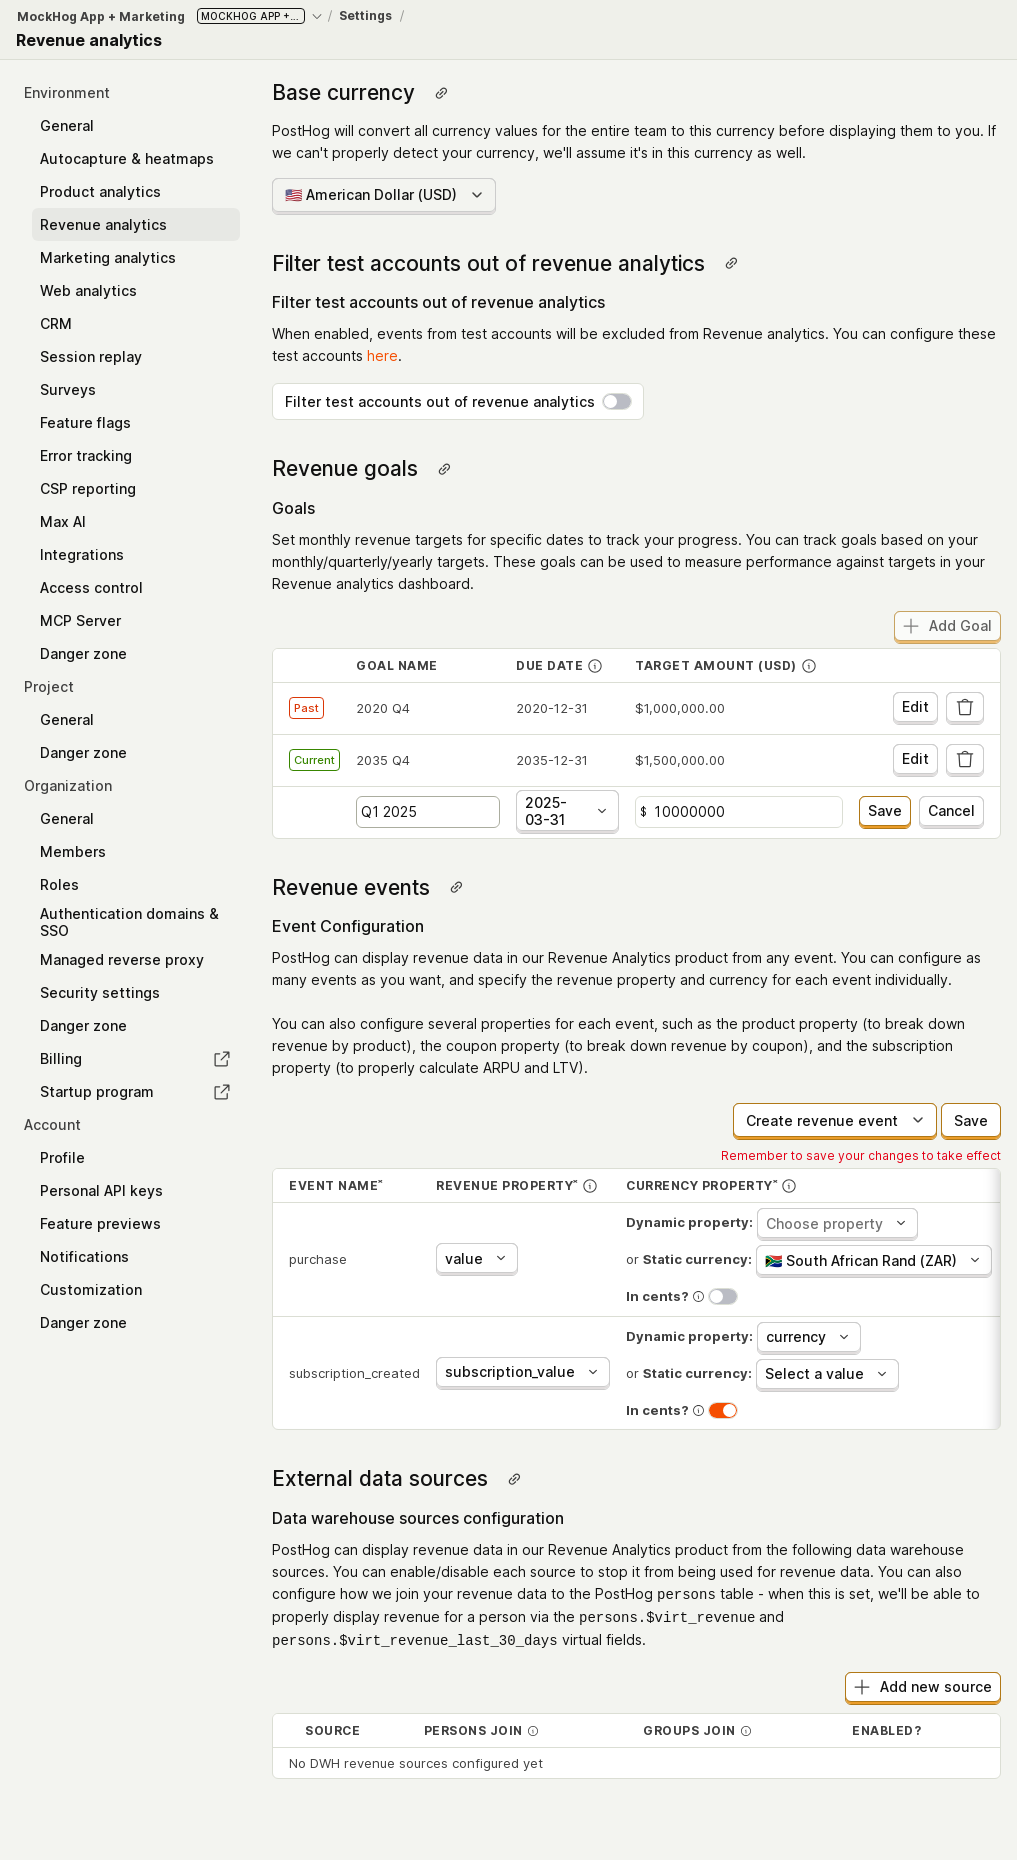 MockHog App + Marketing MOCKHOG APP +... / Settings /
Revenue analytics
Environment
General
Autocapture & heatmaps
Product analytics
Revenue analytics
Marketing analytics
Web analytics
CRM
Session replay
Surveys
Feature flags
Error tracking
CSP reporting
Max AI
Integrations
Access control
MCP Server
Danger zone
Project
General
Danger zone
Organization
General
Members
Roles
Authentication domains &
SSO
Managed reverse proxy
Security settings
Danger zone
Billing
Startup program
Account
Profile
Personal API keys
Feature previews
Notifications
Customization
Danger zone
Base currency
PostHog will convert all currency values for the entire team to this currency before displaying them to you. If
we can't properly detect your currency, we'll assume it's in this currency as well.
🇺🇸 American Dollar (USD)
Filter test accounts out of revenue analytics
Filter test accounts out of revenue analytics
When enabled, events from test accounts will be excluded from Revenue analytics. You can configure these
test accounts here.
Filter test accounts out of revenue analytics
Revenue goals
Goals
Set monthly revenue targets for specific dates to track your progress. You can track goals based on your
monthly/quarterly/yearly targets. These goals can be used to measure performance against targets in your
Revenue analytics dashboard.
Add Goal
GOAL NAME DUE DATE TARGET AMOUNT (USD)
Past 2020 Q4 2020-12-31 $1,000,000.00 Edit
Current 2035 Q4 2035-12-31 $1,500,000.00 Edit
Q1 2025 2025-
03-31 $ 10000000 Save Cancel
Revenue events
Event Configuration
PostHog can display revenue data in our Revenue Analytics product from any event. You can configure as
many events as you want, and specify the revenue property and currency for each event individually.
You can also configure several properties for each event, such as the product property (to break down
revenue by product), the coupon property (to break down revenue by coupon), and the subscription
property (to properly calculate ARPU and LTV).
Create revenue event Save
Remember to save your changes to take effect
EVENT NAME* REVENUE PROPERTY* CURRENCY PROPERTY*
Dynamic property: Choose property
purchase value or Static currency: 🇿🇦 South African Rand (ZAR)
In cents?
Dynamic property: currency
subscription_created subscription_value or Static currency: Select a value
In cents?
External data sources
Data warehouse sources configuration
PostHog can display revenue data in our Revenue Analytics product from the following data warehouse
sources. You can enable/disable each source to stop it from being used for revenue data. You can also
configure how we join your revenue data to the PostHog persons table - when this is set, we'll be able to
properly display revenue for a person via the persons.$virt_revenue and
persons.$virt_revenue_last_30_days virtual fields.
Add new source
SOURCE PERSONS JOIN GROUPS JOIN ENABLED?
No DWH revenue sources configured yet